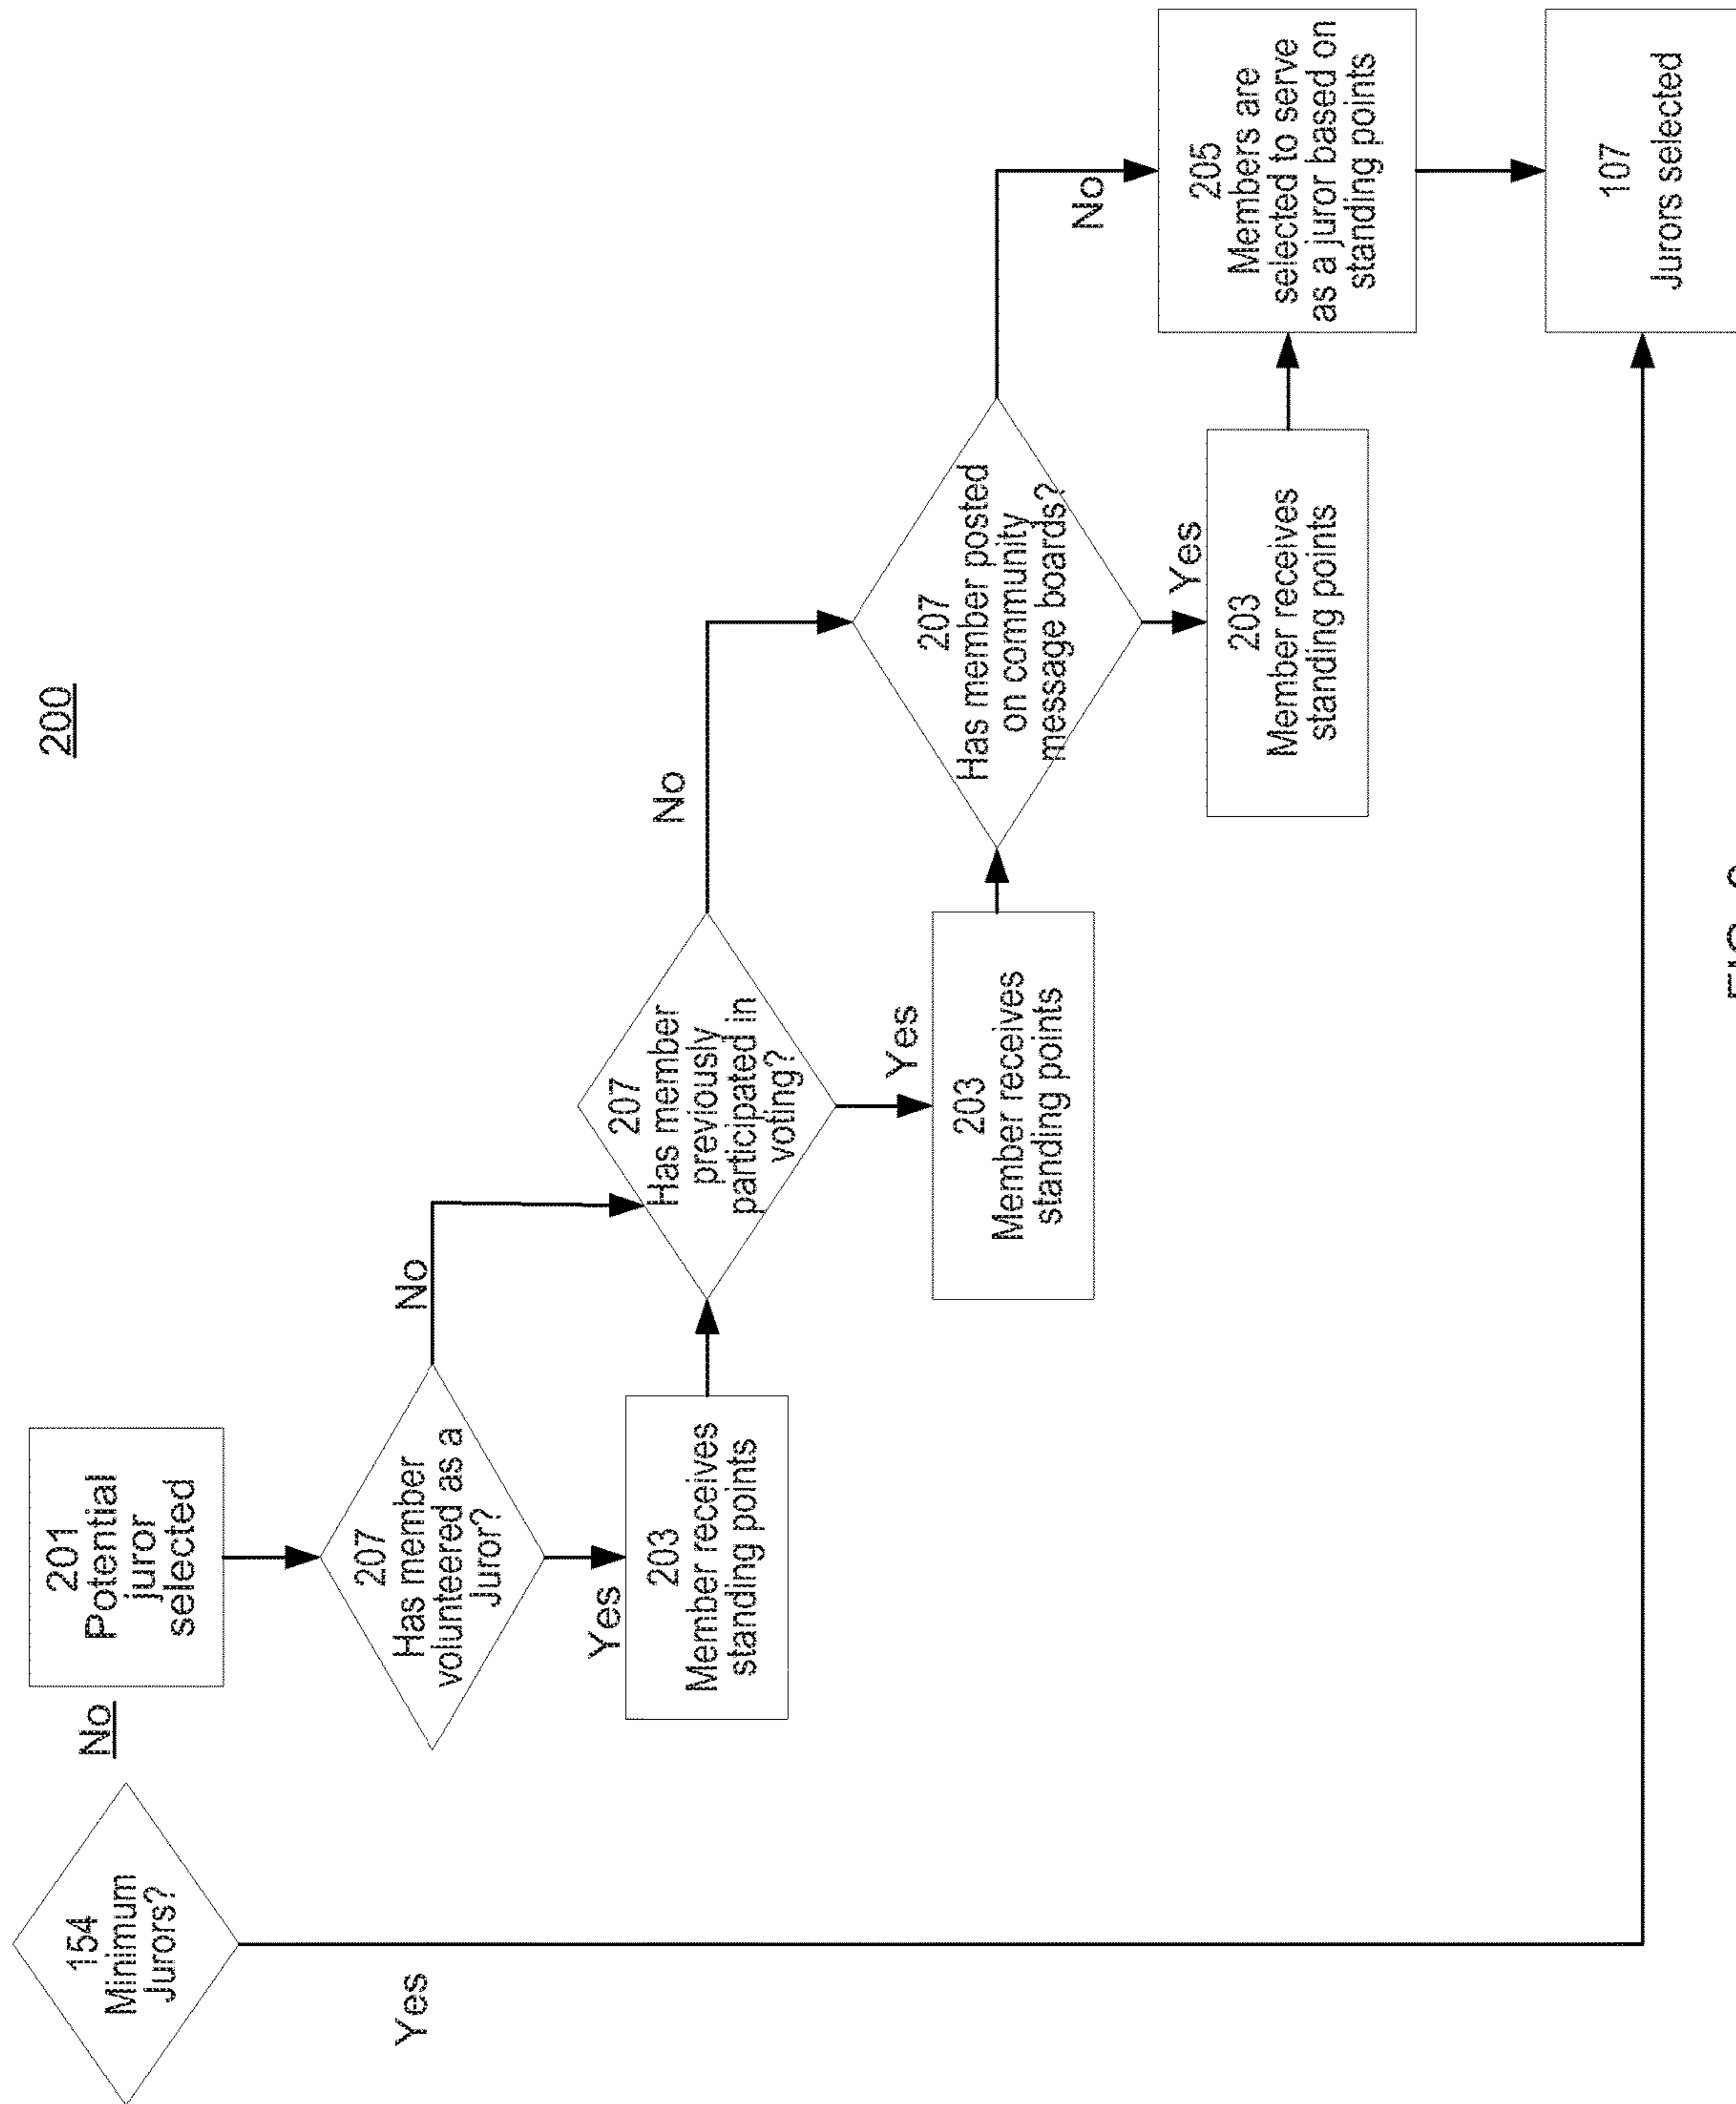 200
154
Minimum
Jurors?
No
201
Potential
juror
selected
Yes
207
Has member
volunteered as a
Juror?
No
Yes
203
Member receives
standing points
207
Has member
previously
participated in
voting?
No
Yes
203
Member receives
standing points
207
Has member posted
on community
message boards?
No
Yes
203
Member receives
standing points
205
Members are
selected to serve
as a juror based on
standing points
107
Jurors selected